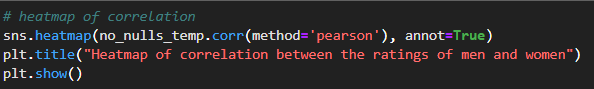 # heatmap of correlation
sns.heatmap(no_nulls_temp.corr(method='pearson'), annot=True)
plt.title("Heatmap of correlation between the ratings of men and women")
plt.show()